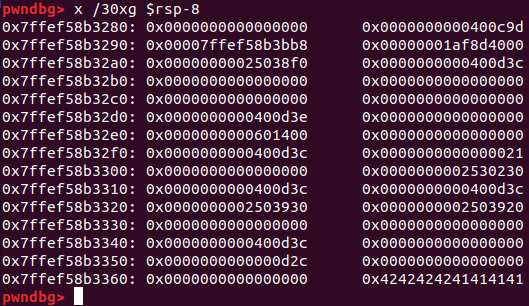 pwndbg> x /30xg $rsp-8
0x7ffef58b3280: 0x0000000000000000 0x0000000000400c9d
0x7ffef58b3290: 0x00007ffef58b3bb8 0x00000001af8d4000
0x7ffef58b32a0: 0x00000000025038f0 0x0000000000400d3c
0x7ffef58b32b0: 0x0000000000000000 0x0000000000000000
0x7ffef58b32c0: 0x0000000000000000 0x0000000000000000
0x7ffef58b32d0: 0x0000000000400d3e 0x0000000000000000
0x7ffef58b32e0: 0x0000000000601400 0x0000000000000000
0x7ffef58b32f0: 0x0000000000400d3c 0x0000000000000021
0x7ffef58b3300: 0x0000000000000000 0x0000000002530230
0x7ffef58b3310: 0x0000000000400d3c 0x0000000000400d3c
0x7ffef58b3320: 0x0000000002503930 0x0000000002503920
0x7ffef58b3330: 0x0000000000000000 0x0000000000000000
0x7ffef58b3340: 0x0000000000400d3c 0x0000000000000000
0x7ffef58b3350: 0x0000000000000d2c 0x0000000000000000
0x7ffef58b3360: 0x0000000000000000 0x4242424241414141
pwndbg>